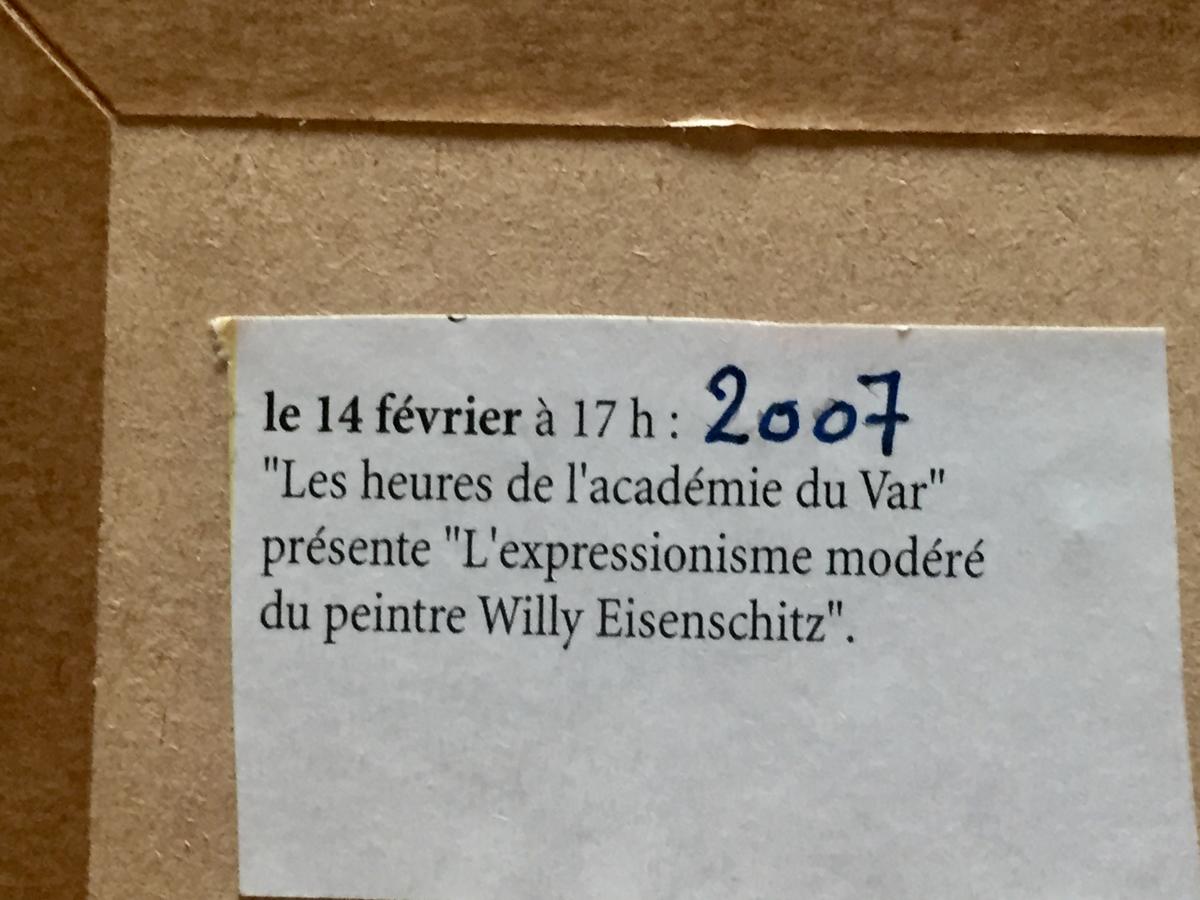 le 14 février à 17 h : 2007
"Les heures de l'académie du Var"
présente "L'expressionisme modéré
du peintre Willy Eisenschitz".